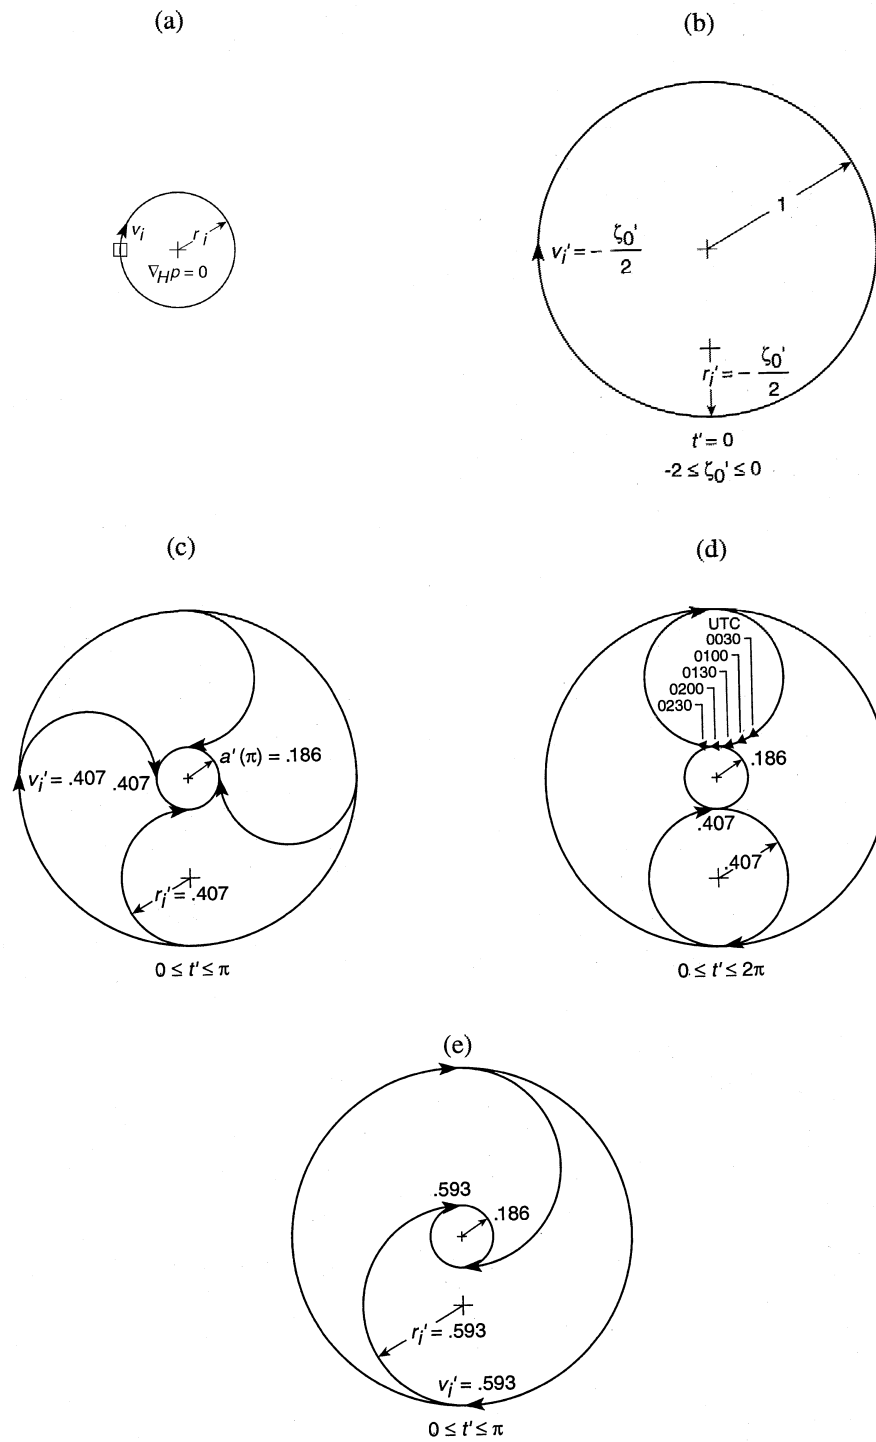 (a)
(b)
v_i
r_i
∇_H p = 0
1
v_i' = - ζ_0' / 2
r_i' = - ζ_0' / 2
t' = 0
-2 ≤ ζ_0' ≤ 0
(c)
(d)
a'(π) = .186
v_i' = .407
.407
r_i' = .407
0 ≤ t' ≤ π
UTC
0030
0100
0130
0200
0230
.186
.407
.407
0 ≤ t' ≤ 2π
(e)
.593
.186
r_i' = .593
v_i' = .593
0 ≤ t' ≤ π